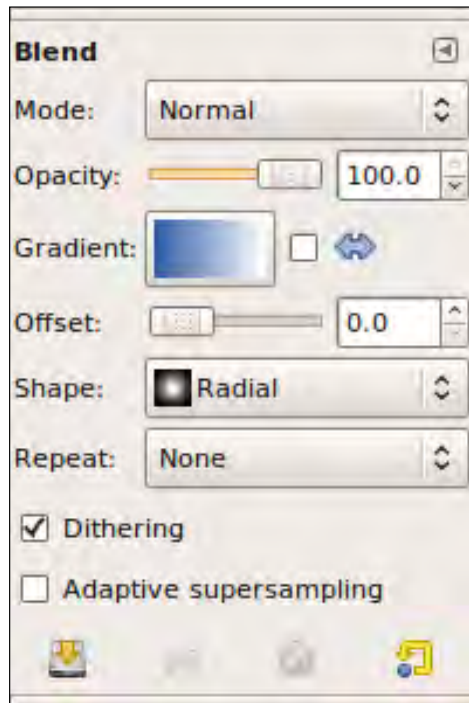 Blend
Mode: Normal
Opacity: 100.0
Gradient:
Offset: 0.0
Shape: Radial
Repeat: None
Dithering
Adaptive supersampling